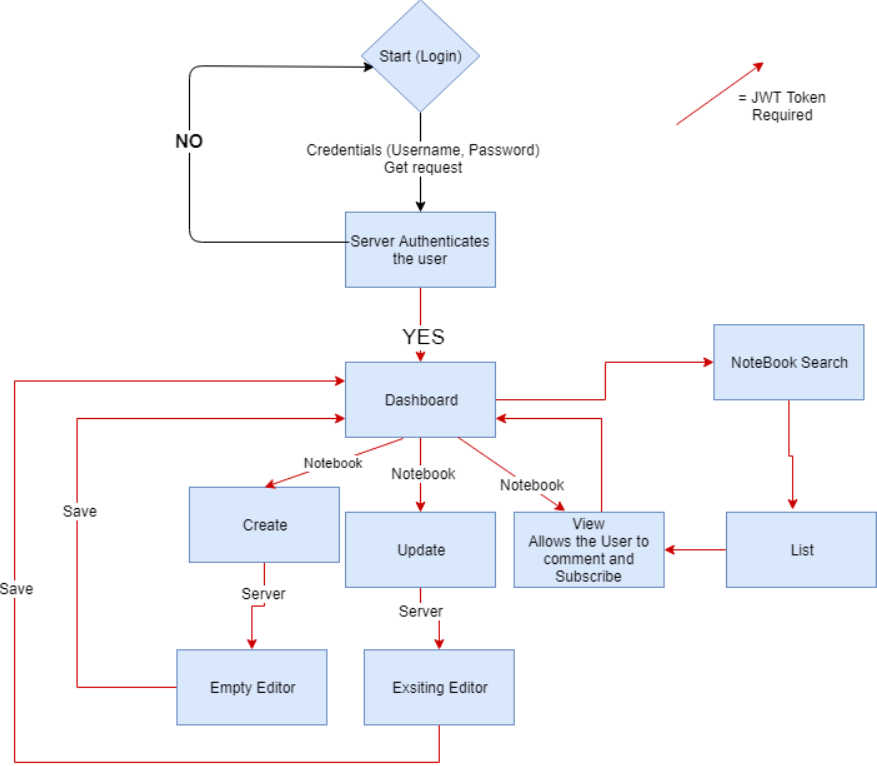 Start (Login)
= JWT Token
Required
NO
Credentials (Username, Password)
Get request
Server Authenticates
the user
YES
NoteBook Search
Dashboard
Notebook
Notebook
Notebook
Save
Create
Update
View
Allows the User to
comment and
Subscribe
List
Save
Server
Server
Empty Editor
Exsiting Editor